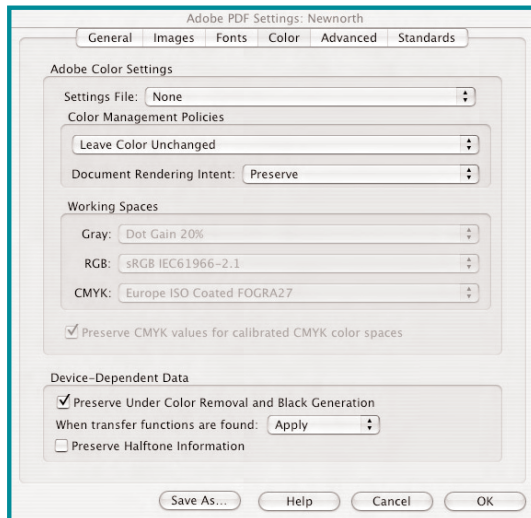 Adobe PDF Settings: Newnorth
General Images Fonts Color Advanced Standards
Adobe Color Settings
Settings File: None
Color Management Policies
Leave Color Unchanged
Document Rendering Intent: Preserve
Working Spaces
Gray: Dot Gain 20%
RGB: sRGB IEC61966-2.1
CMYK: Europe ISO Coated FOGRA27
Preserve CMYK values for calibrated CMYK color spaces
Device-Dependent Data
Preserve Under Color Removal and Black Generation
When transfer functions are found: Apply
Preserve Halftone Information
Save As... Help Cancel OK